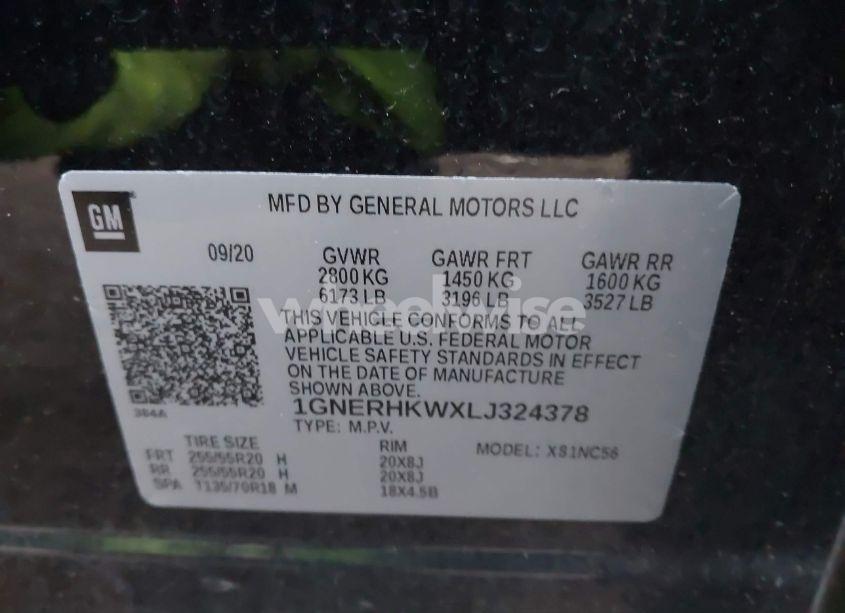 GM
MFD BY GENERAL MOTORS LLC
09/20 GVWR GAWR FRT GAWR RR
2800 KG 1450 KG 1600 KG
6173 LB 3196 LB 3527 LB
wheelwise
THIS VEHICLE CONFORMS TO ALL
APPLICABLE U.S. FEDERAL MOTOR
VEHICLE SAFETY STANDARDS IN EFFECT
ON THE DATE OF MANUFACTURE
SHOWN ABOVE.
384A
1GNERHKWXLJ324378
TYPE: M.P.V.
TIRE SIZE RIM MODEL: XS1NC56
FRT 255/55R20 H 20X8J
RR 255/55R20 H 20X8J
SPA T135/70R18 M 18X4.5B